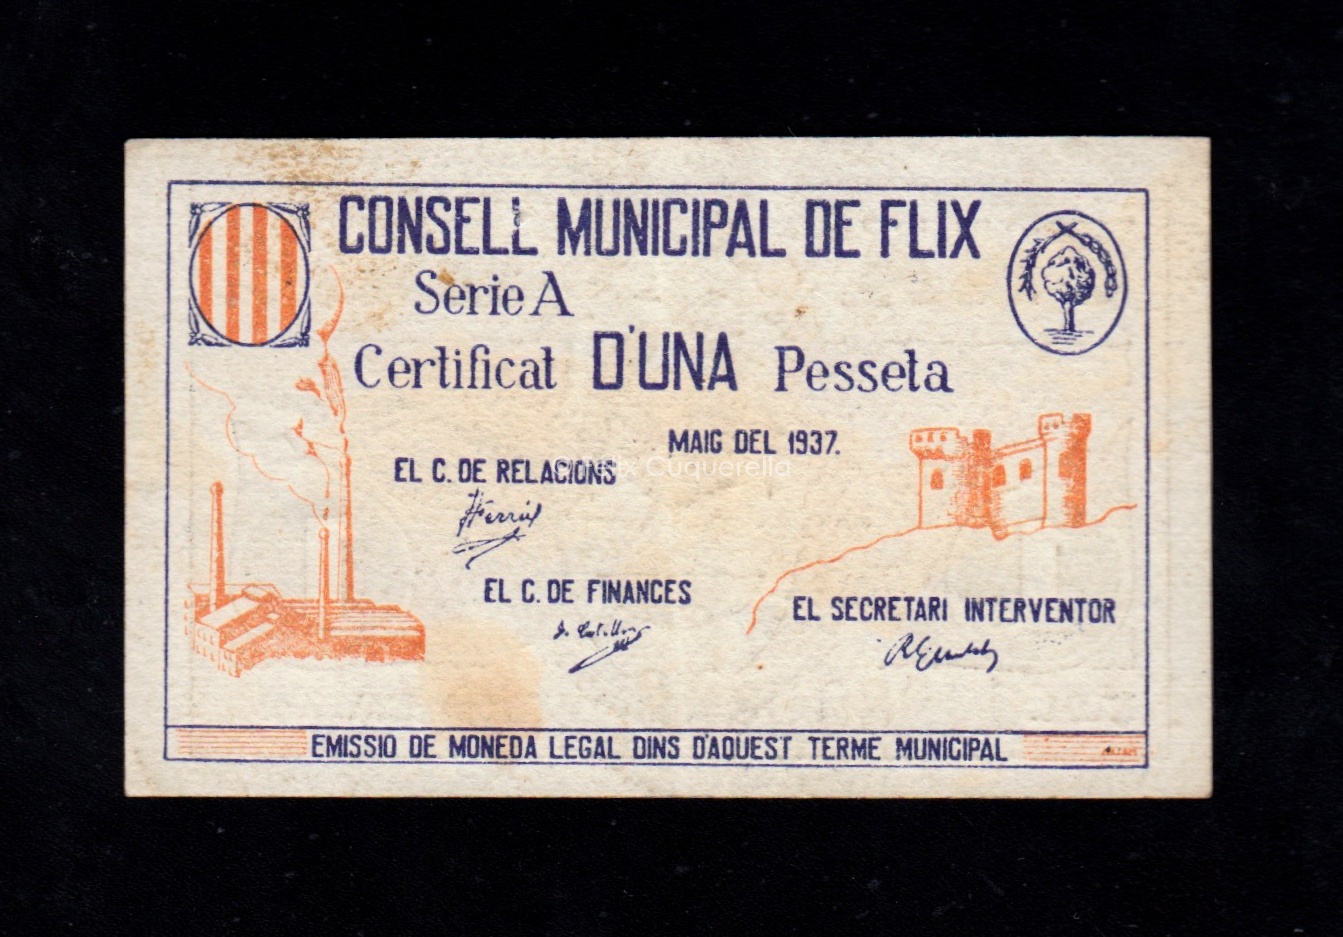 CONSELL MUNICIPAL DE FLIX
Serie A
Certificat D'UNA Pesseta
MAIG DEL 1937.
EL C. DE RELACIONS
EL C. DE FINANCES
EL SECRETARI INTERVENTOR
EMISSIO DE MONEDA LEGAL DINS D'AQUEST TERME MUNICIPAL
Cuquerella